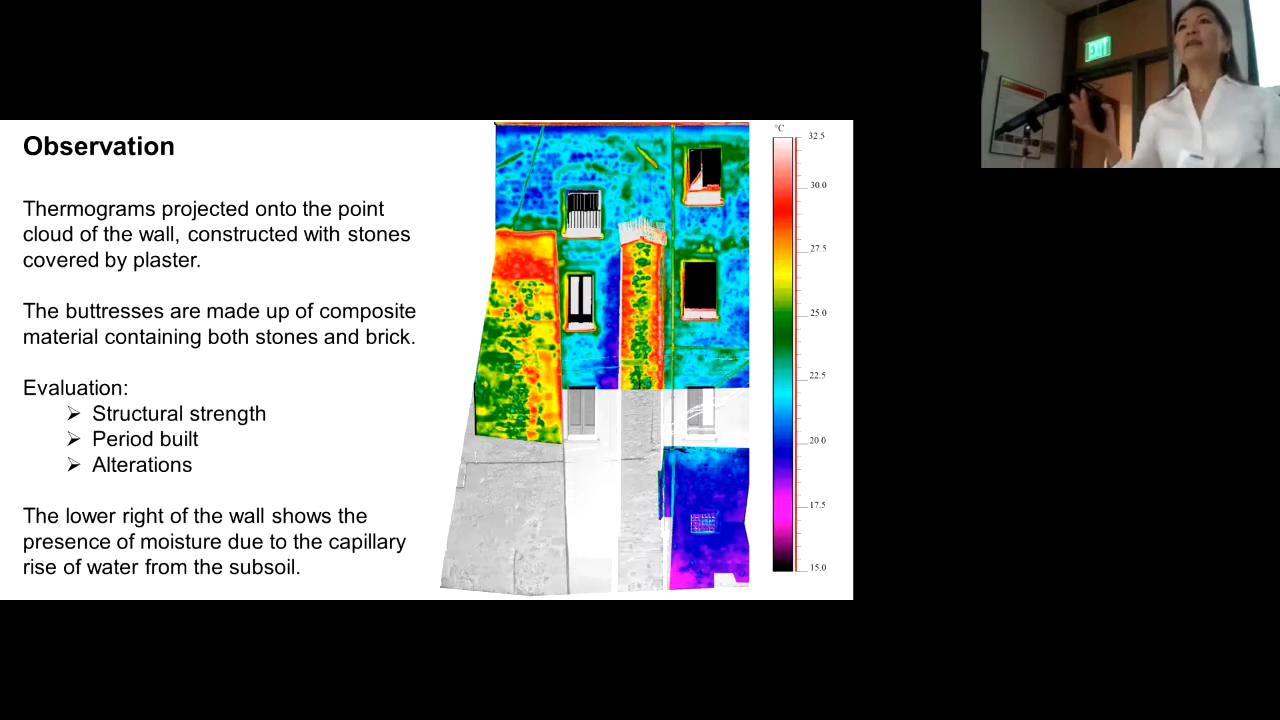 EXIT
Observation
Thermograms projected onto the point
cloud of the wall, constructed with stones
covered by plaster.
The buttresses are made up of composite
material containing both stones and brick.
Evaluation:
➢ Structural strength
➢ Period built
➢ Alterations
The lower right of the wall shows the
presence of moisture due to the capillary
rise of water from the subsoil.
°C
32.5
30.0
27.5
25.0
22.5
20.0
17.5
15.0